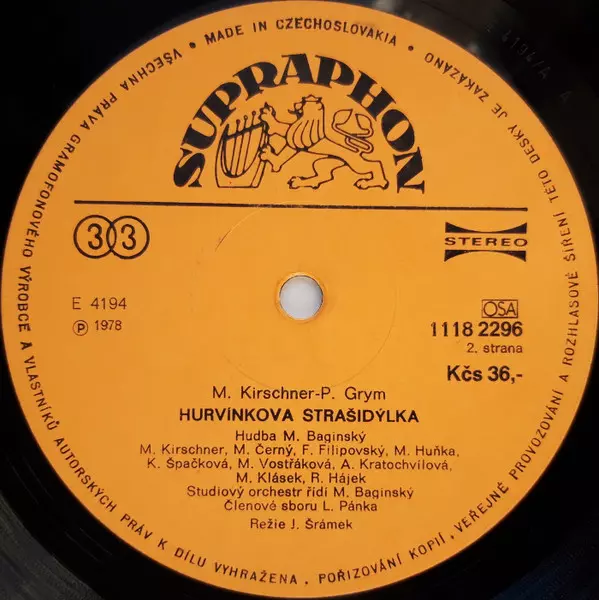 VŠECHNA PRÁVA GRAMOFONOVÉHO VÝROBCE A VLASTNÍKŮ AUTORSKÝCH PRÁV K DÍLU VYHRAŽENA. POŘIZOVÁNÍ KOPIÍ, VEŘEJNÉ PROVOZOVÁNÍ A ROZHLASOVÉ ŠÍŘENÍ TÉTO DESKY JE ZAKÁZÁNO • MADE IN CZECHOSLOVAKIA •
SUPRAPHON
33
STEREO
E 4194
Ⓟ 1978
OSA
1118 2296
2. strana
Kčs 36,-
M. Kirschner-P. Grym
HURVÍNKOVA STRAŠIDÝLKA
Hudba M. Baginský
M. Kirschner, M. Černý, F. Filipovský, M. Huňka,
K. Špačková, M. Vostřáková, A. Kratochvílová,
M. Klásek, R. Hájek
Studiový orchestr řídí M. Baginský
Členové sboru L. Pánka
Režie J. Šrámek